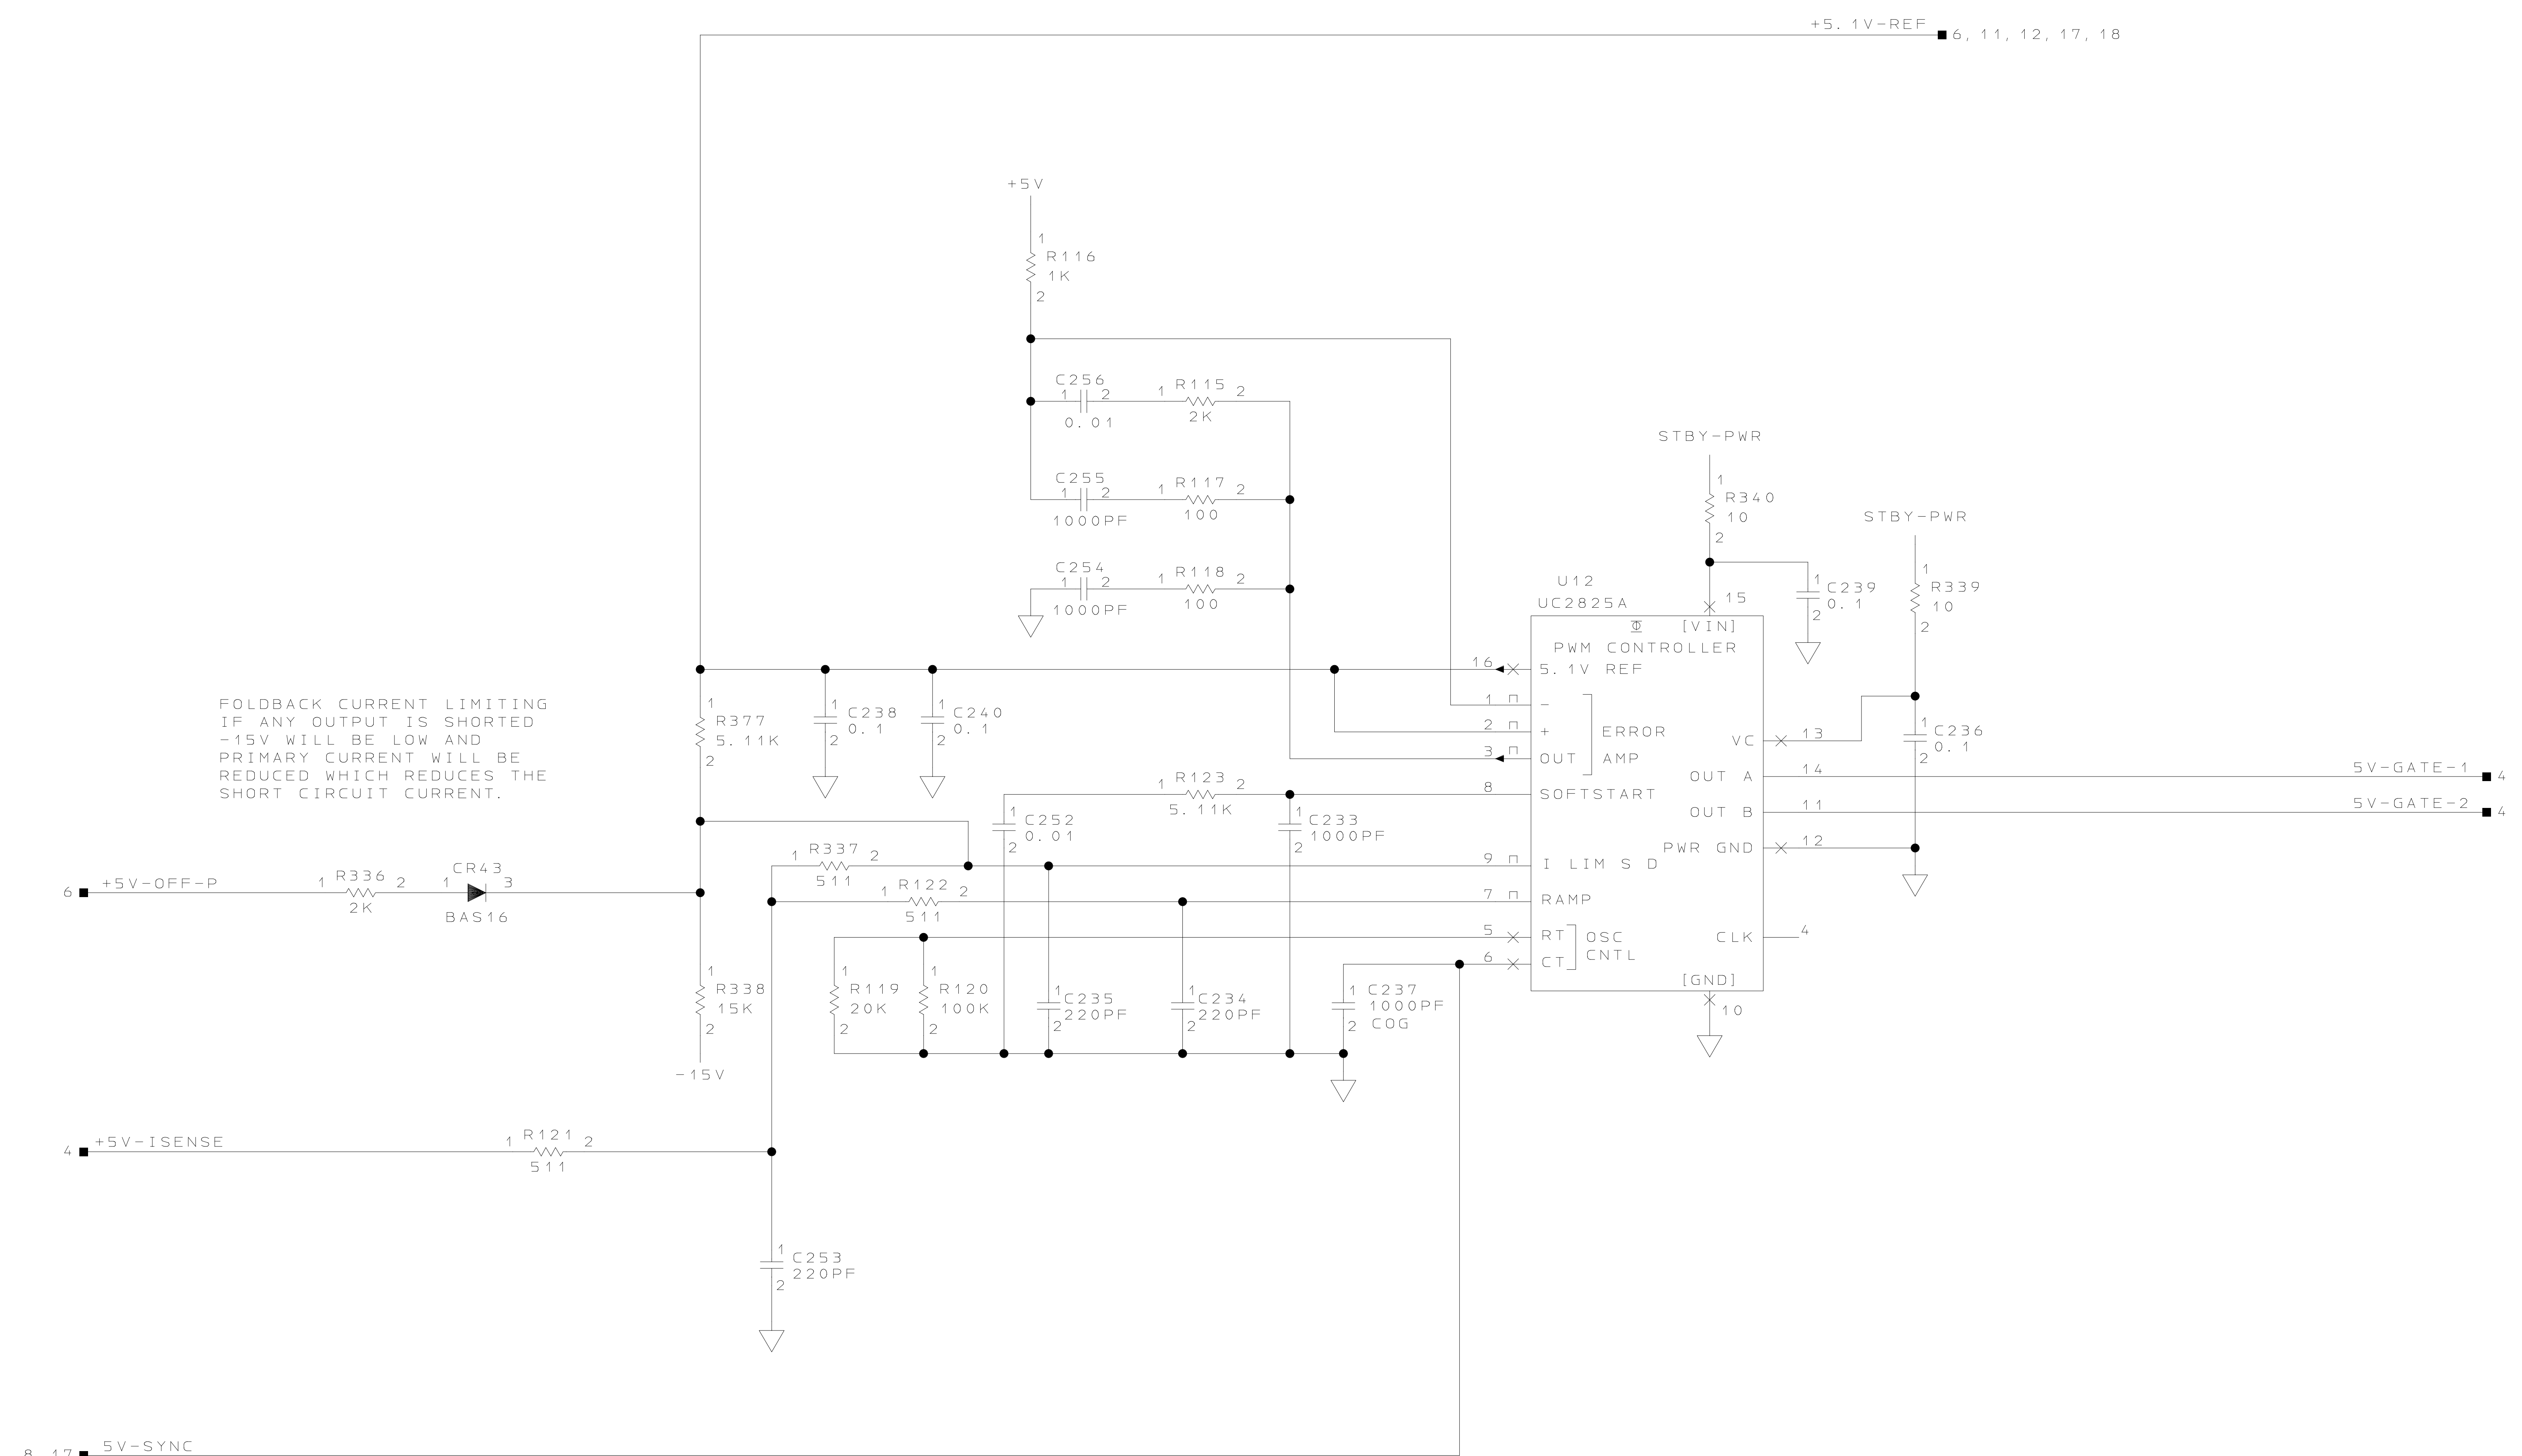 +5.1V-REF
6, 11, 12, 17, 18
+5V
1
R116
1K
2
C256
1 2
0.01
1 R115 2
2K
C255
1 2
1000PF
1 R117 2
100
C254
1 2
1000PF
1 R118 2
100
STBY-PWR
1
R340
10
2
STBY-PWR
1
R339
10
2
1
C239
0.1
2
U12
UC2825A
15
[VIN]
PWM CONTROLLER
16
5.1V REF
1
-
2
+
3
OUT
ERROR
AMP
8
SOFTSTART
9
I LIM S D
7
RAMP
5
RT
6
CT
OSC
CNTL
VC
13
OUT A
14
OUT B
11
PWR GND
12
CLK
4
[GND]
10
1
C236
0.1
2
5V-GATE-1
4
5V-GATE-2
4
FOLDBACK CURRENT LIMITING
IF ANY OUTPUT IS SHORTED
-15V WILL BE LOW AND
PRIMARY CURRENT WILL BE
REDUCED WHICH REDUCES THE
SHORT CIRCUIT CURRENT.
1
R377
5.11K
2
1
C238
0.1
2
1
C240
0.1
2
1 R123 2
5.11K
1
C252
0.01
2
1
C233
1000PF
2
1 R337 2
511
1 R122 2
511
6
+5V-OFF-P
1 R336 2
2K
CR43
1 3
BAS16
1
R338
15K
2
-15V
1
R119
20K
2
1
R120
100K
2
1
C235
220PF
2
1
C234
220PF
2
1
C237
1000PF
2
COG
4
+5V-ISENSE
1 R121 2
511
1
C253
220PF
2
8, 17
5V-SYNC